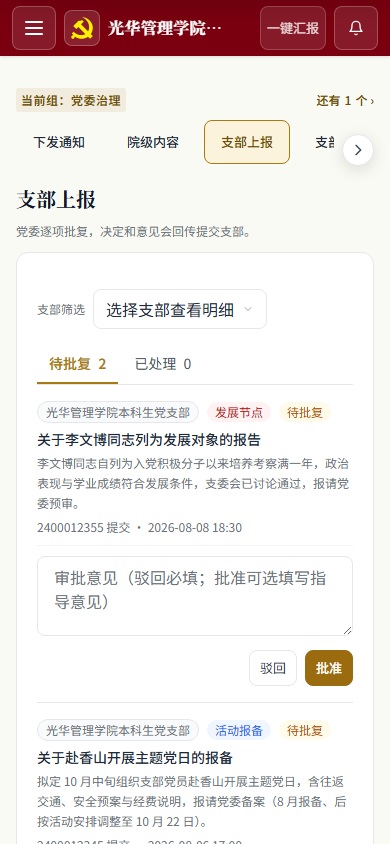 光华管理学院…
一键汇报
当前组：党委治理
还有 1 个 ›
下发通知
院级内容
支部上报
支部上报
党委逐项批复，决定和意见会回传提交支部。
支部筛选
选择支部查看明细
待批复 2
已处理 0
光华管理学院本科生党支部
发展节点
待批复
关于李文博同志列为发展对象的报告
李文博同志自列为入党积极分子以来培养考察满一年，政治
表现与学业成绩符合发展条件，支委会已讨论通过，报请党
委预审。
2400012355 提交 · 2026-08-08 18:30
审批意见（驳回必填；批准可选填写指
导意见）
驳回
批准
光华管理学院本科生党支部
活动报备
待批复
关于赴香山开展主题党日的报备
拟定 10 月中旬组织支部党员赴香山开展主题党日，含往返
交通、安全预案与经费说明，报请党委备案（8 月报备、后
按活动安排调整至 10 月 22 日）。